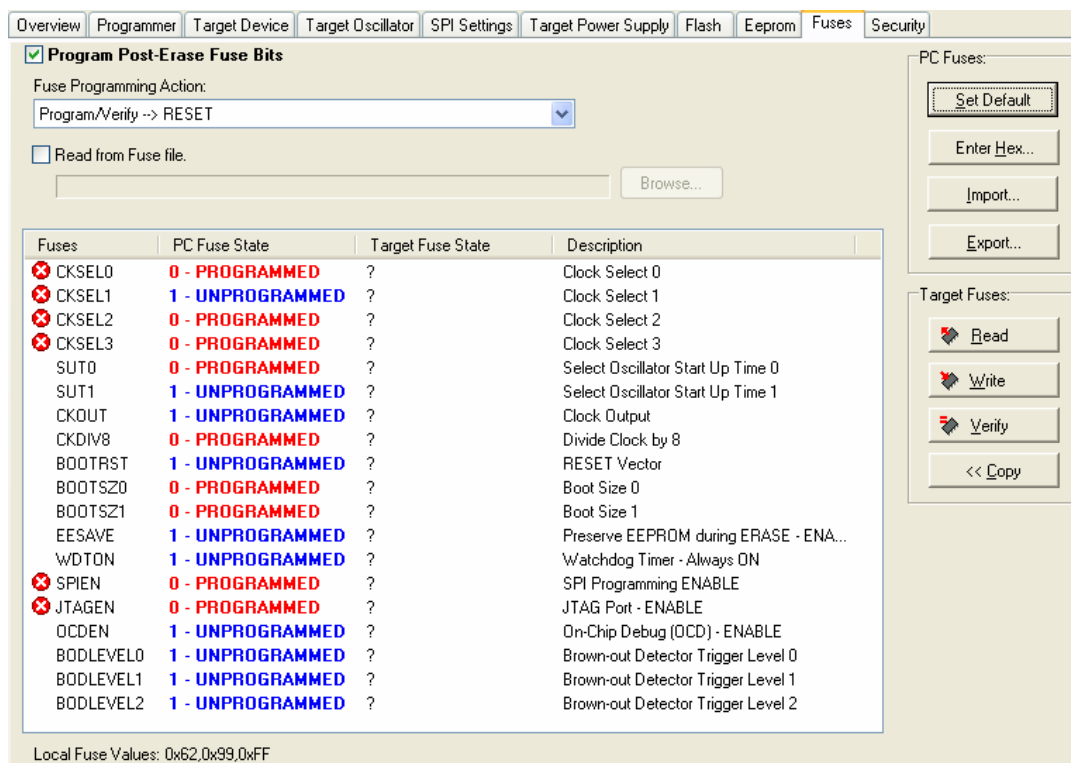 Overview Programmer Target Device Target Oscillator SPI Settings Target Power Supply Flash Eeprom Fuses Security
Program Post-Erase Fuse Bits
Fuse Programming Action:
Program/Verify --> RESET
Read from Fuse file.
Browse...
Fuses PC Fuse State Target Fuse State Description
CKSEL0 0 - PROGRAMMED ? Clock Select 0
CKSEL1 1 - UNPROGRAMMED ? Clock Select 1
CKSEL2 0 - PROGRAMMED ? Clock Select 2
CKSEL3 0 - PROGRAMMED ? Clock Select 3
SUT0 0 - PROGRAMMED ? Select Oscillator Start Up Time 0
SUT1 1 - UNPROGRAMMED ? Select Oscillator Start Up Time 1
CKOUT 1 - UNPROGRAMMED ? Clock Output
CKDIV8 0 - PROGRAMMED ? Divide Clock by 8
BOOTRST 1 - UNPROGRAMMED ? RESET Vector
BOOTSZ0 0 - PROGRAMMED ? Boot Size 0
BOOTSZ1 0 - PROGRAMMED ? Boot Size 1
EESAVE 1 - UNPROGRAMMED ? Preserve EEPROM during ERASE - ENA...
WDTON 1 - UNPROGRAMMED ? Watchdog Timer - Always ON
SPIEN 0 - PROGRAMMED ? SPI Programming ENABLE
JTAGEN 0 - PROGRAMMED ? JTAG Port - ENABLE
OCDEN 1 - UNPROGRAMMED ? On-Chip Debug (OCD) - ENABLE
BODLEVEL0 1 - UNPROGRAMMED ? Brown-out Detector Trigger Level 0
BODLEVEL1 1 - UNPROGRAMMED ? Brown-out Detector Trigger Level 1
BODLEVEL2 1 - UNPROGRAMMED ? Brown-out Detector Trigger Level 2
Local Fuse Values: 0x62,0x99,0xFF
PC Fuses:
Set Default
Enter Hex...
Import...
Export...
Target Fuses:
Read
Write
Verify
<< Copy